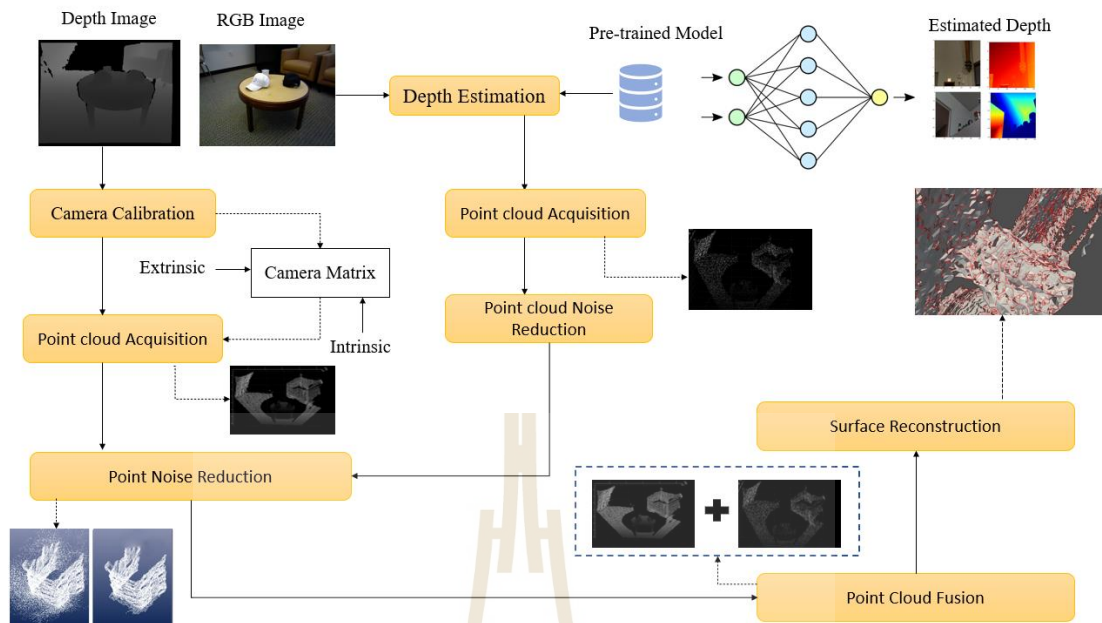 Depth Image
RGB Image
Pre-trained Model
Estimated Depth
Depth Estimation
Camera Calibration
Point cloud Acquisition
Extrinsic
Camera Matrix
Point cloud Noise
Reduction
Point cloud Acquisition
Intrinsic
Surface Reconstruction
Point Noise Reduction
Point Cloud Fusion